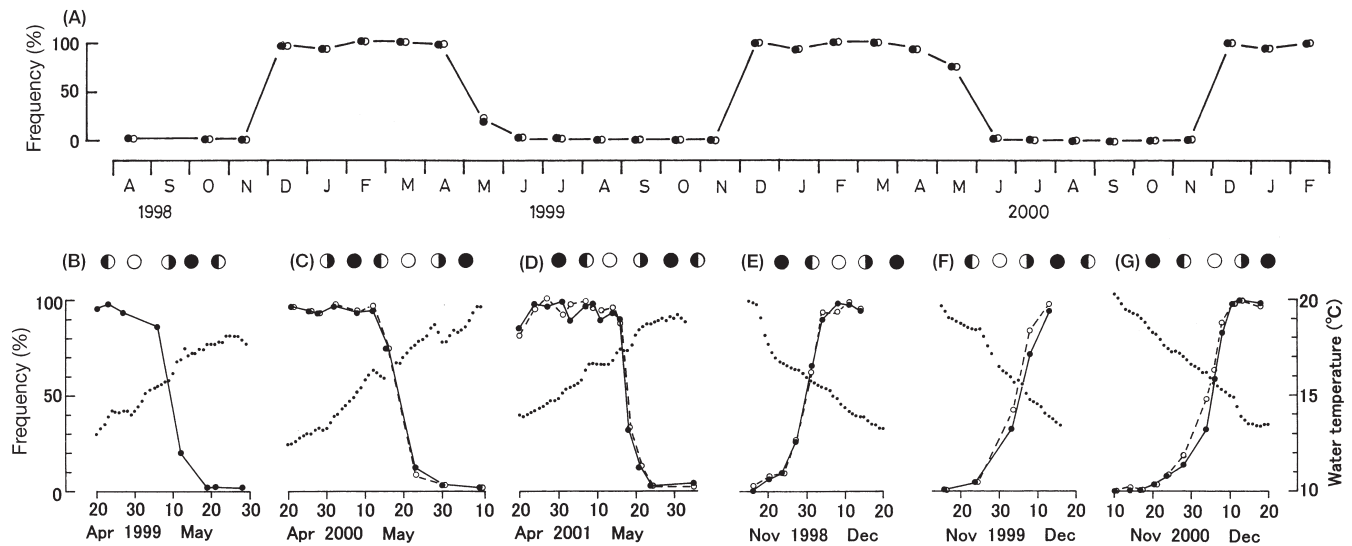 (A)
Frequency (%)
100
50
0
A S O N D J F M A M J J A S O N D J F M A M J J A S O N D J F
1998 1999 2000
(B) (C) (D) (E) (F) (G)
Frequency (%)
100
50
0
20
15
10
Water temperature (°C)
20 30 10 20 30
Apr 1999 May
20 30 10 20 30 10
Apr 2000 May
20 30 10 20 30
Apr 2001 May
20 30 10 20
Nov 1998 Dec
20 30 10 20
Nov 1999 Dec
10 20 30 10 20
Nov 2000 Dec